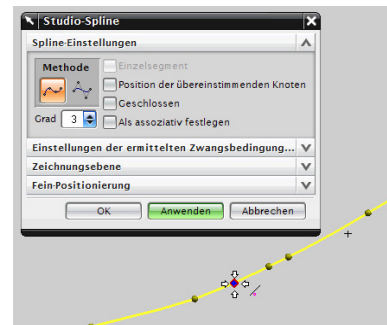 Studio-Spline
Spline-Einstellungen
Methode
Einzelsegment
Position der übereinstimmenden Knoten
Geschlossen
Grad 3
Als assoziativ festlegen
Einstellungen der ermittelten Zwangsbedingung...
Zeichnungsebene
Fein-Positionierung
OK Anwenden Abbrechen